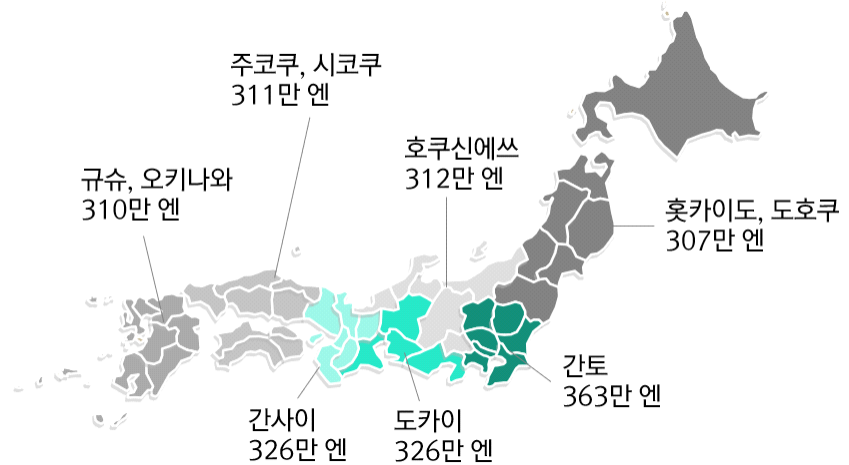 주코쿠, 시코쿠
311만 엔
호쿠신에쓰
312만 엔
규슈, 오키나와
310만 엔
홋카이도, 도호쿠
307만 엔
간토
363만 엔
간사이
326만 엔
도카이
326만 엔